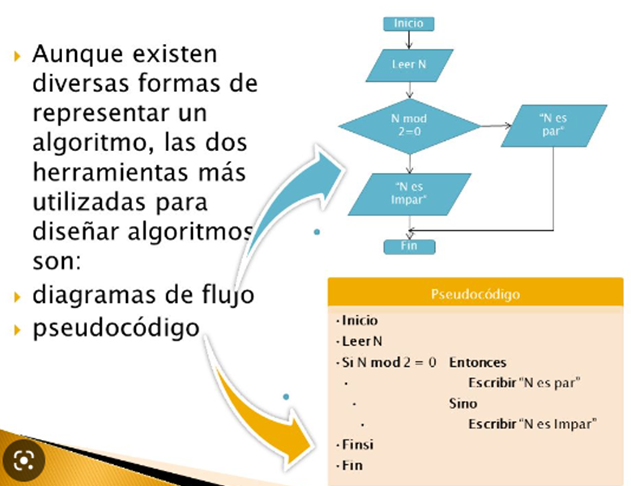 Aunque existen
diversas formas de
representar un
algoritmo, las dos
herramientas más
utilizadas para
diseñar algoritmos
son:
diagramas de flujo
pseudocódigo
Inicio
Leer N
N mod
2=0
"N es
par"
"N es
Impar"
Fin
Pseudocódigo
Inicio
Leer N
Si N mod 2 = 0 Entonces
Escribir "N es par"
Sino
Escribir "N es Impar"
Finsi
Fin